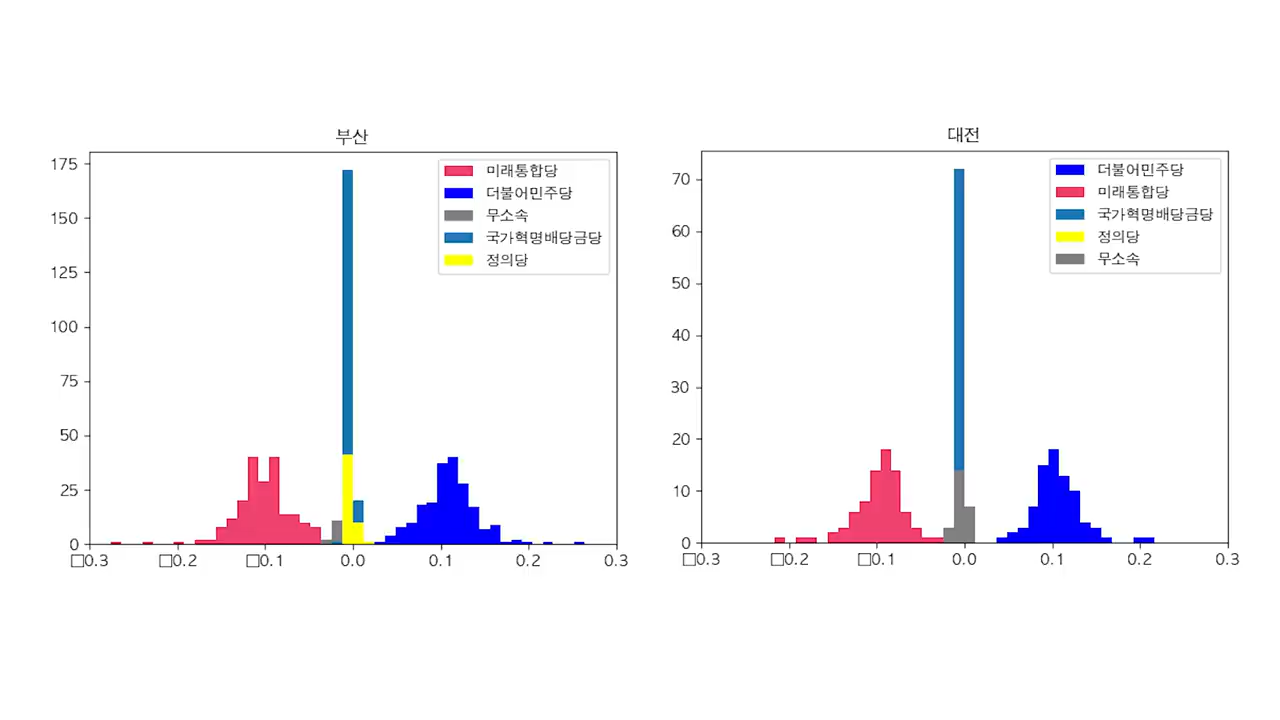 부산
175
150
125
100
75
50
25
0
□0.3
□0.2
□0.1
0.0
0.1
0.2
0.3
미래통합당
더불어민주당
무소속
국가혁명배당금당
정의당
대전
70
60
50
40
30
20
10
0
□0.3
□0.2
□0.1
0.0
0.1
0.2
0.3
더불어민주당
미래통합당
국가혁명배당금당
정의당
무소속